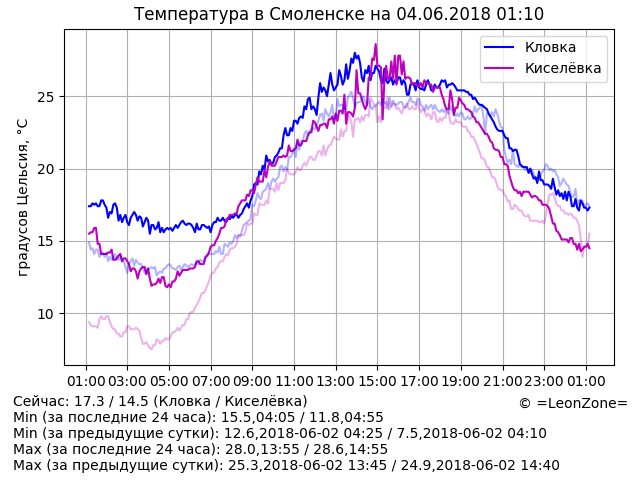 Температура в Смоленске на 04.06.2018 01:10
Кловка
Киселёвка
градусов Цельсия, °C
25
20
15
10
01:00 03:00 05:00 07:00 09:00 11:00 13:00 15:00 17:00 19:00 21:00 23:00 01:00
Сейчас: 17.3 / 14.5 (Кловка / Киселёвка)
© =LeonZone=
Min (за последние 24 часа): 15.5,04:05 / 11.8,04:55
Min (за предыдущие сутки): 12.6,2018-06-02 04:25 / 7.5,2018-06-02 04:10
Max (за последние 24 часа): 28.0,13:55 / 28.6,14:55
Max (за предыдущие сутки): 25.3,2018-06-02 13:45 / 24.9,2018-06-02 14:40